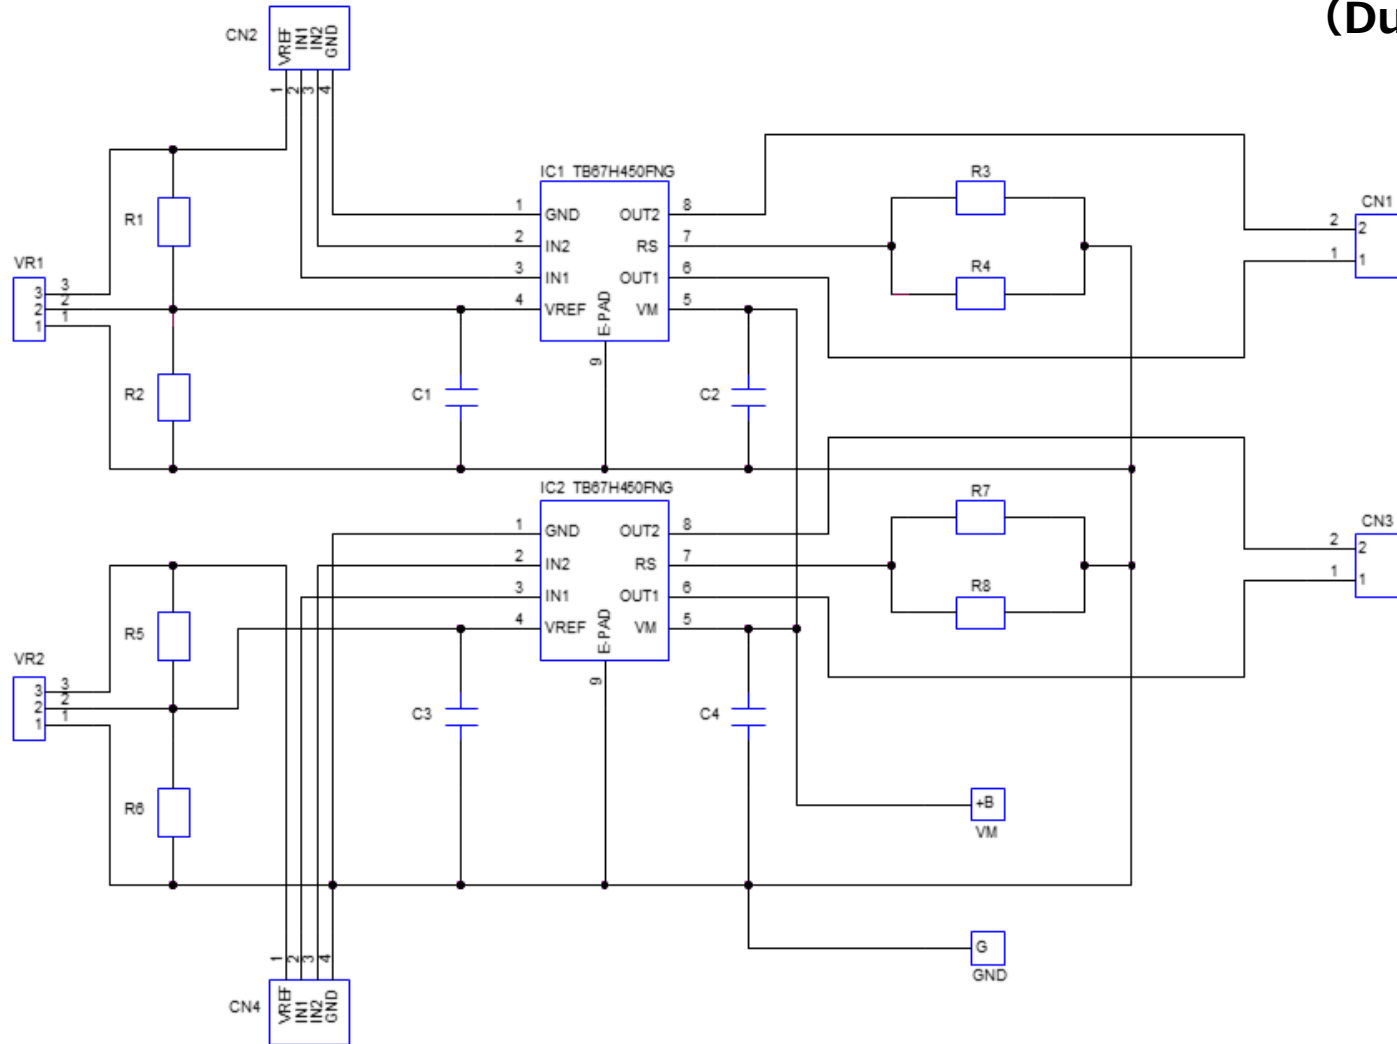 (Du
CN2
VREF
IN1
IN2
GND
1
2
3
4
IC1 TB67H450FNG
R3
CN1
R1
1
GND
OUT2
8
2
2
2
IN2
RS
7
R4
1
1
VR1
3
IN1
OUT1
6
3
3
2
2
1
1
4
VREF
E-PAD
VM
5
9
R2
C1
C2
IC2 TB67H450FNG
R7
CN3
1
GND
OUT2
8
2
2
2
IN2
RS
7
R8
1
1
3
IN1
OUT1
6
R5
4
VREF
E-PAD
VM
5
VR2
3
3
2
2
1
1
9
C3
C4
R6
+B
VM
G
GND
1
2
3
4
CN4
VREF
IN1
IN2
GND